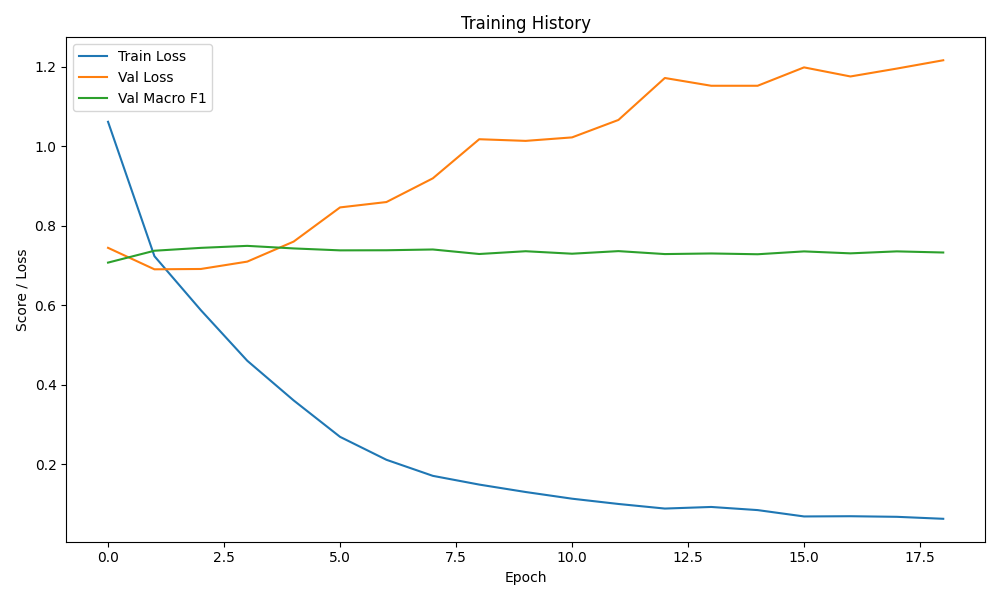 Training History
Train Loss
Val Loss
Val Macro F1
1.2
1.0
0.8
0.6
0.4
0.2
Score / Loss
0.0 2.5 5.0 7.5 10.0 12.5 15.0 17.5
Epoch